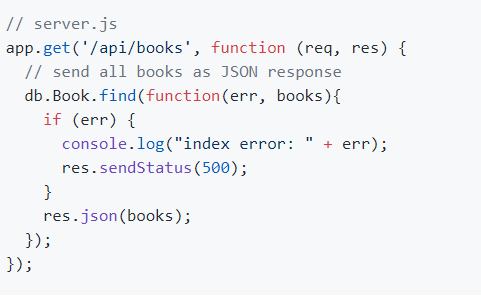 // server.js
app.get('/api/books', function (req, res) {
  // send all books as JSON response
  db.Book.find(function(err, books){
    if (err) {
      console.log("index error: " + err);
      res.sendStatus(500);
    }
    res.json(books);
  });
});